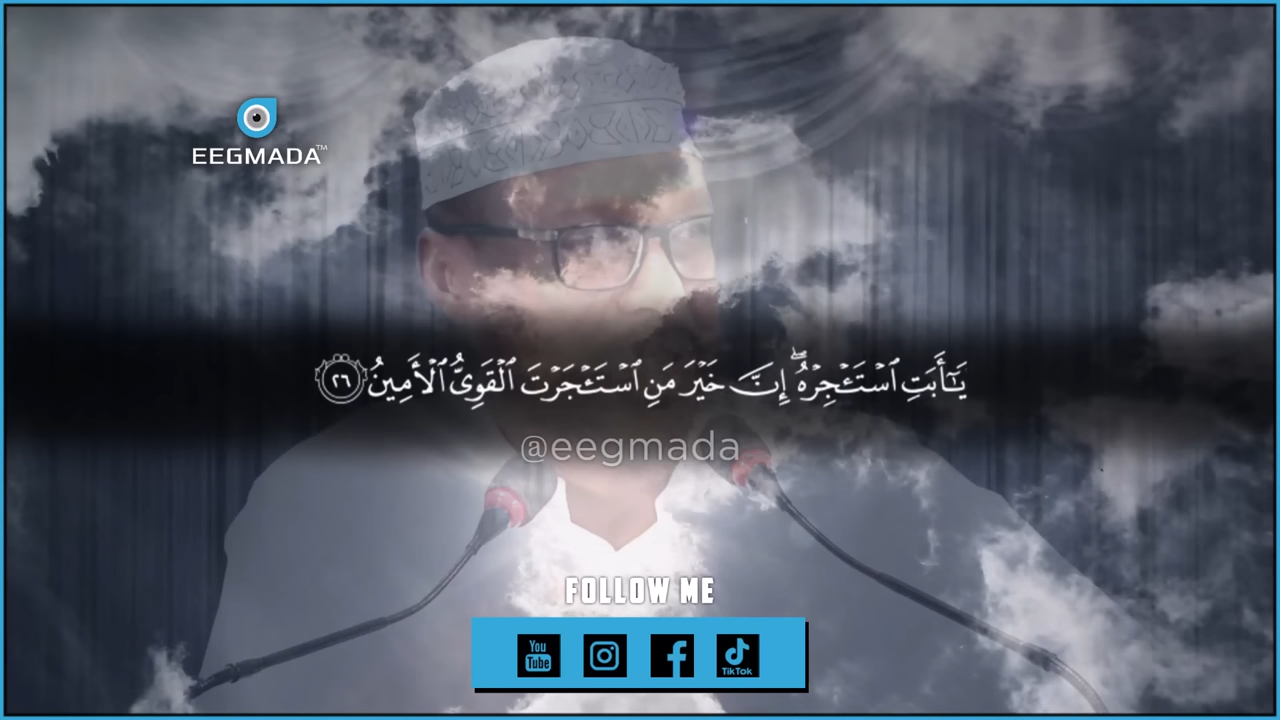 EEGMADA™
يَٰٓأَبَتِ ٱسْتَـْٔجِرْهُ ۖ إِنَّ خَيْرَ مَنِ ٱسْتَـْٔجَرْتَ ٱلْقَوِىُّ ٱلْأَمِينُ ٢٦
@eegmada
FOLLOW ME
You Tube
TikTok